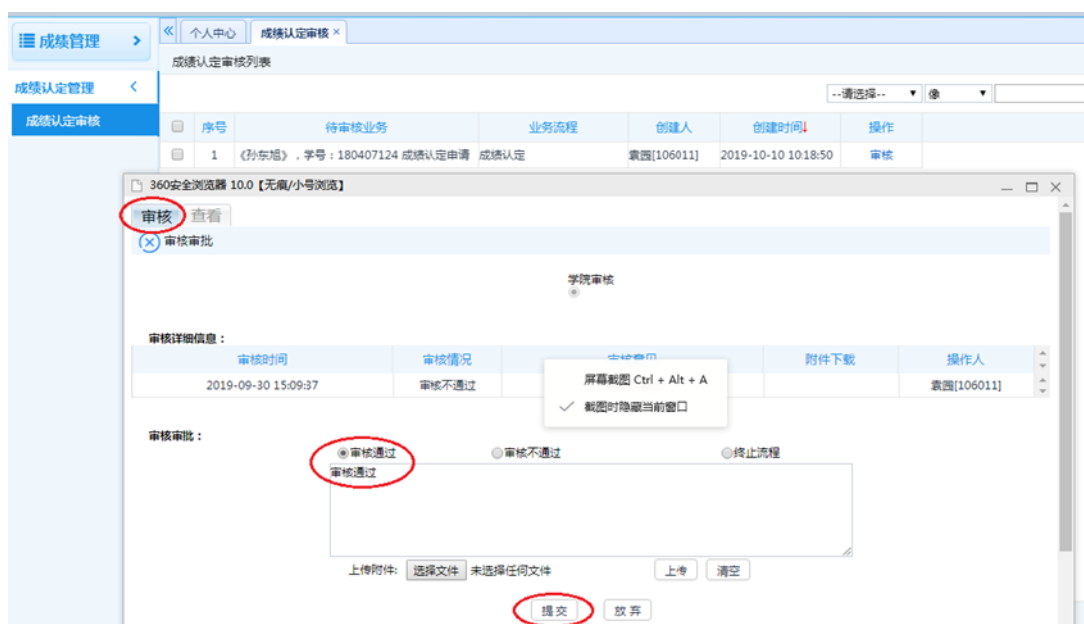 成绩管理
个人中心 成绩认定审核 ×
成绩认定审核列表
成绩认定管理
成绩认定审核
--请选择-- 像
序号 待审核业务 业务流程 创建人 创建时间 操作
1 《孙东旭》，学号：180407124 成绩认定申请 成绩认定 袁圆[106011] 2019-10-10 10:18:50 审核
360安全浏览器 10.0【无痕/小号浏览】
审核 查看
审核审批
学院审核
审核详细信息：
审核时间 审核情况 审核意见 附件下载 操作人
2019-09-30 15:09:37 审核不通过 袁圆[106011]
屏幕截图 Ctrl + Alt + A
截图时隐藏当前窗口
审核审批：
审核通过 审核不通过 终止流程
审核通过
上传附件: 选择文件 未选择任何文件 上传 清空
提交 放弃